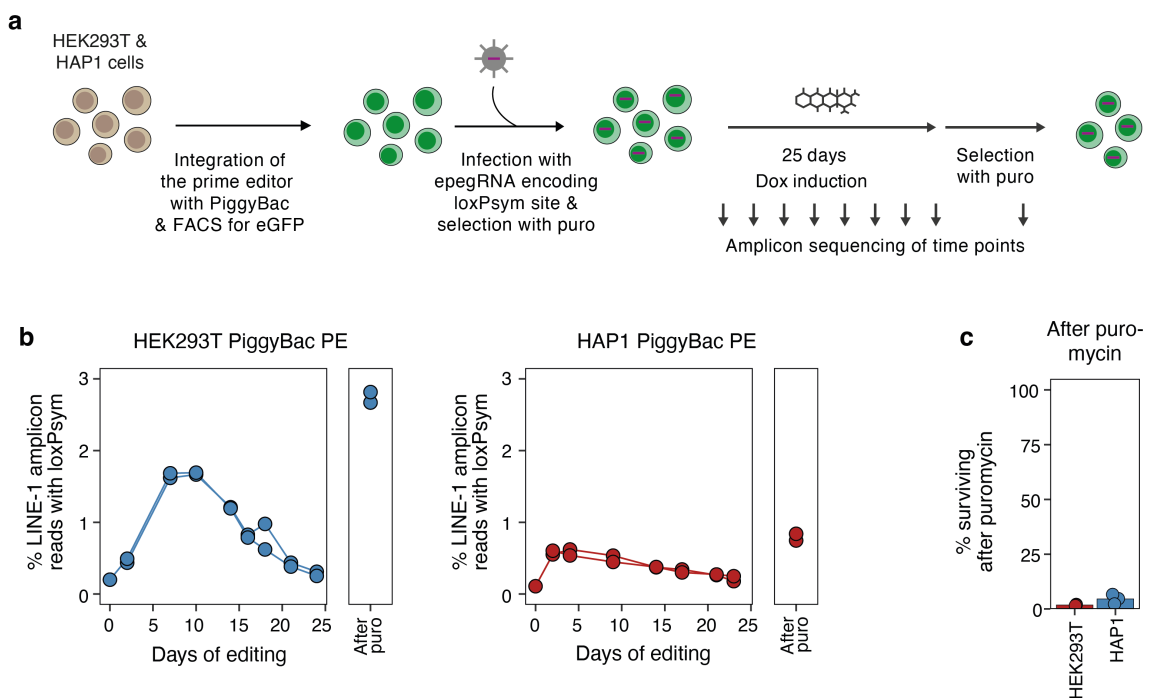 a
HEK293T &
HAP1 cells
Integration of
the prime editor
with PiggyBac
& FACS for eGFP
Infection with
epegRNA encoding
loxPsym site &
selection with puro
25 days
Dox induction
Selection
with puro
Amplicon sequencing of time points
b
HEK293T PiggyBac PE
% LINE-1 amplicon
reads with loxPsym
3
2
1
0
0 5 10 15 20 25
Days of editing
After
puro
HAP1 PiggyBac PE
% LINE-1 amplicon
reads with loxPsym
3
2
1
0
0 5 10 15 20 25
Days of editing
After
puro
c
After puro-
mycin
% surviving
after puromycin
100
75
50
25
0
HEK293T
HAP1